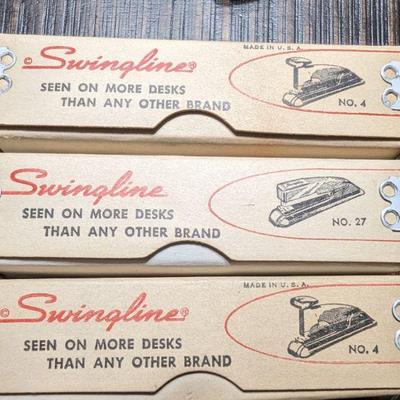 MADE IN U. S. A.
© Swingline®
SEEN ON MORE DESKS
THAN ANY OTHER BRAND
NO. 4
Swingline
SEEN ON MORE DESKS
THAN ANY OTHER BRAND
NO. 27
MADE IN U. S. A.
© Swingline®
SEEN ON MORE DESKS
THAN ANY OTHER BRAND
NO. 4